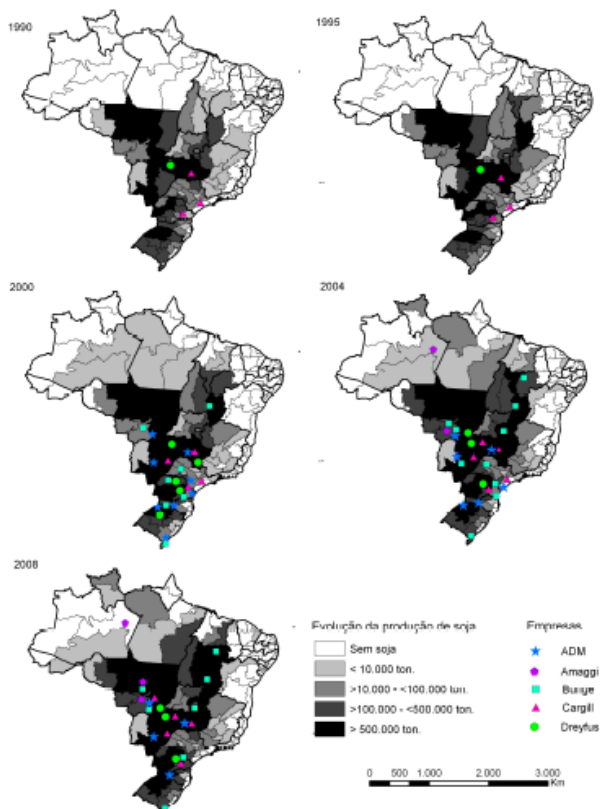 1990
1995
2000
2004
2008
Evolução da produção de soja
Sem soja
< 10.000 ton.
>10.000 - <100.000 ton.
>100.000 - <500.000 ton.
> 500.000 ton.
Empresas
ADM
Amaggi
Bunge
Cargill
Dreyfus
0 500 1.000 2.000 3.000
Km